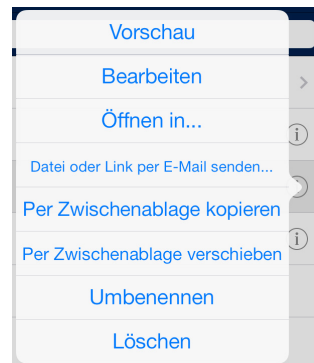 Vorschau
Bearbeiten
Öffnen in...
Datei oder Link per E-Mail senden...
Per Zwischenablage kopieren
Per Zwischenablage verschieben
Umbenennen
Löschen